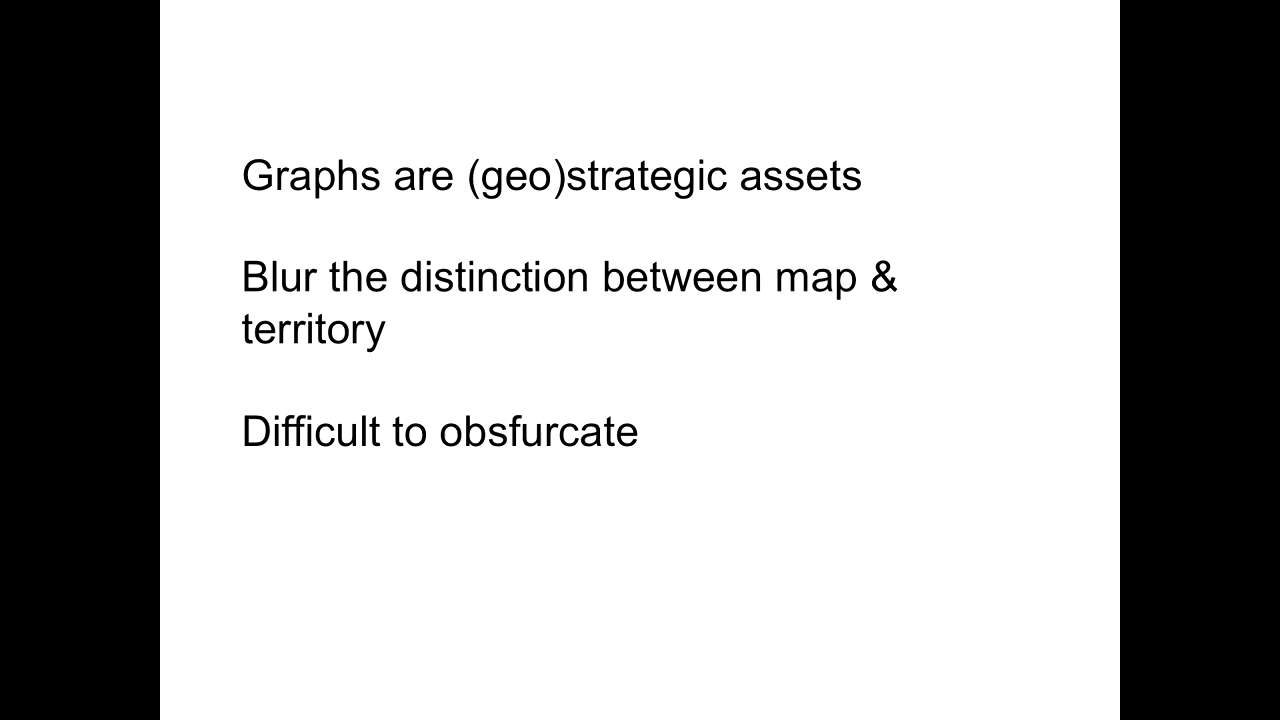 Graphs are (geo)strategic assets
Blur the distinction between map &
territory
Difficult to obsfurcate